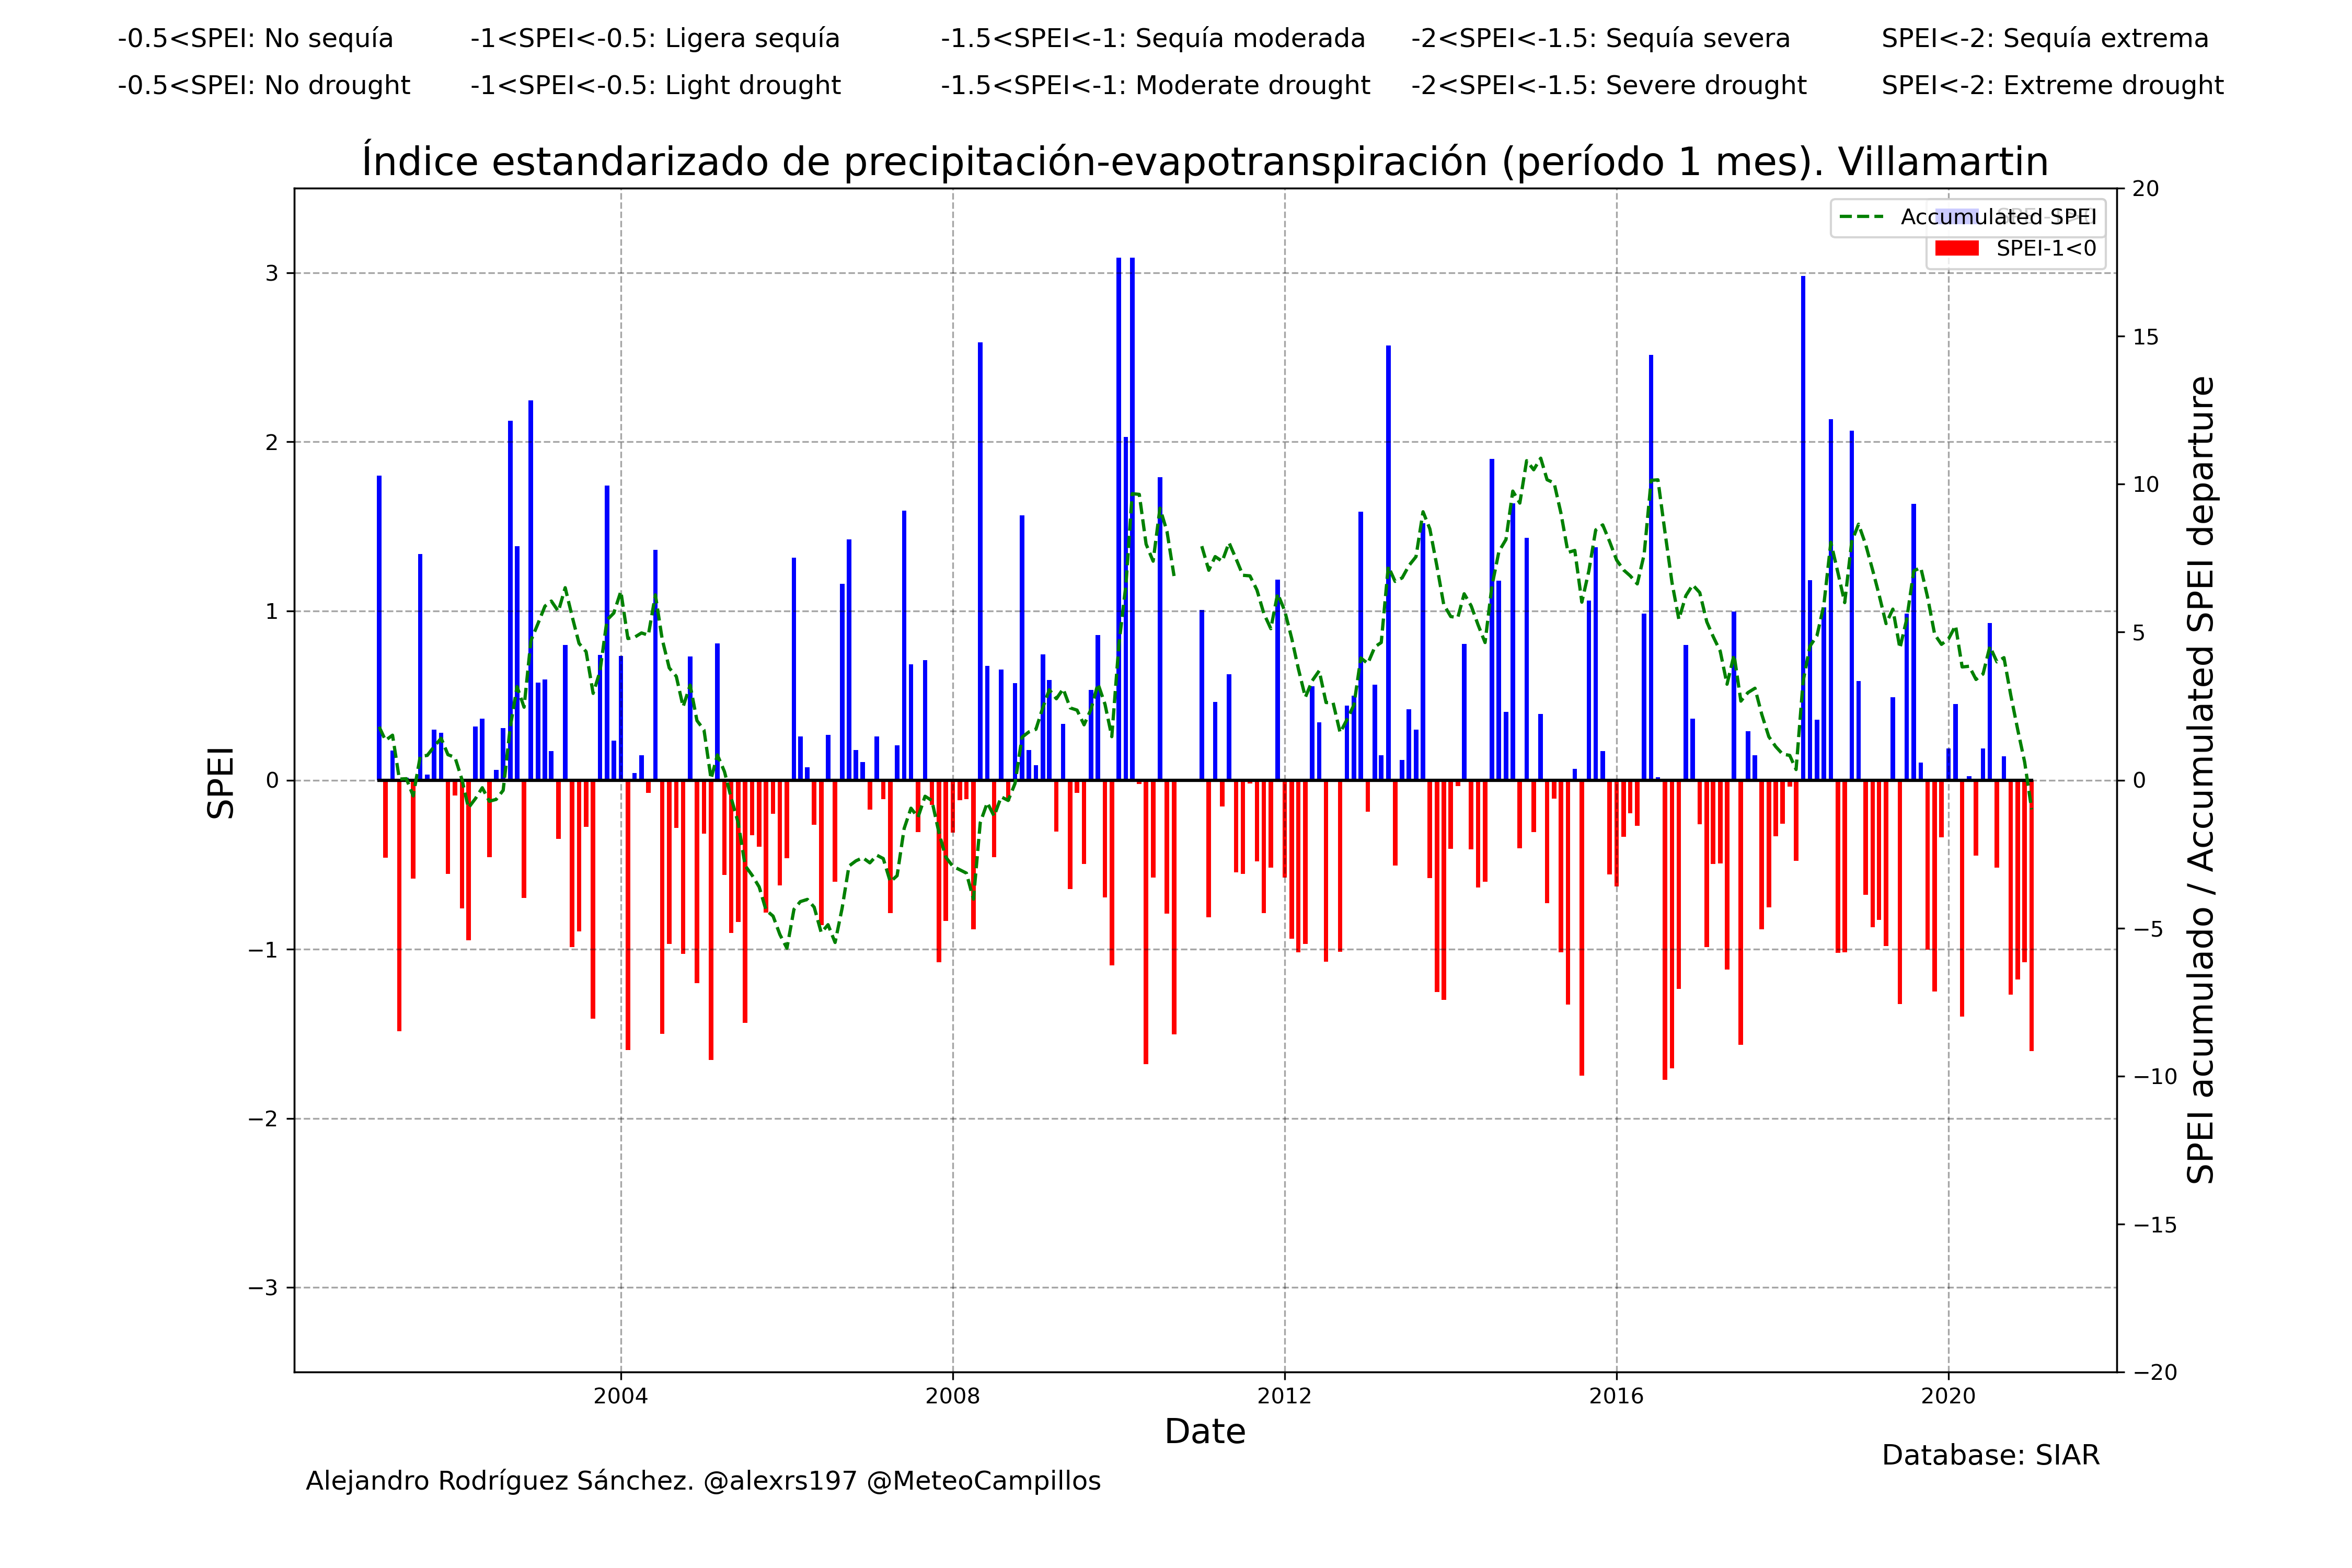 -0.5<SPEI: No sequía -1<SPEI<-0.5: Ligera sequía -1.5<SPEI<-1: Sequía moderada -2<SPEI<-1.5: Sequía severa SPEI<-2: Sequía extrema
-0.5<SPEI: No drought -1<SPEI<-0.5: Light drought -1.5<SPEI<-1: Moderate drought -2<SPEI<-1.5: Severe drought SPEI<-2: Extreme drought
Índice estandarizado de precipitación-evapotranspiración (período 1 mes). Villamartin
Accumulated SPEI
SPEI-1<0
SPEI
3
2
1
0
−1
−2
−3
20
15
10
5
0
−5
−10
−15
−20
SPEI acumulado / Accumulated SPEI departure
2004 2008 2012 2016 2020
Date
Database: SIAR
Alejandro Rodríguez Sánchez. @alexrs197 @MeteoCampillos